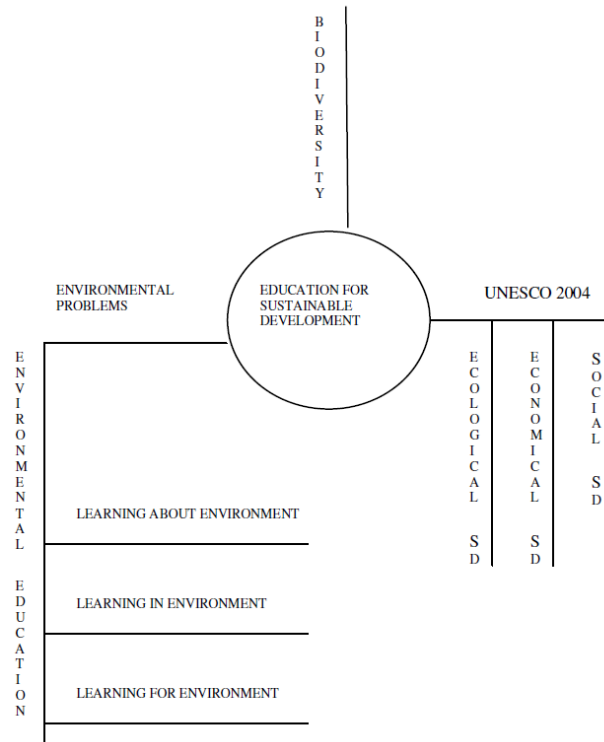 BIODIVERSITY
ENVIRONMENTAL
PROBLEMS
EDUCATION FOR
SUSTAINABLE
DEVELOPMENT
UNESCO 2004
ENVIRONMENTAL EDUCATION
ECOLOGICAL SD
ECONOMICAL SD
SOCIAL SD
LEARNING ABOUT ENVIRONMENT
LEARNING IN ENVIRONMENT
LEARNING FOR ENVIRONMENT